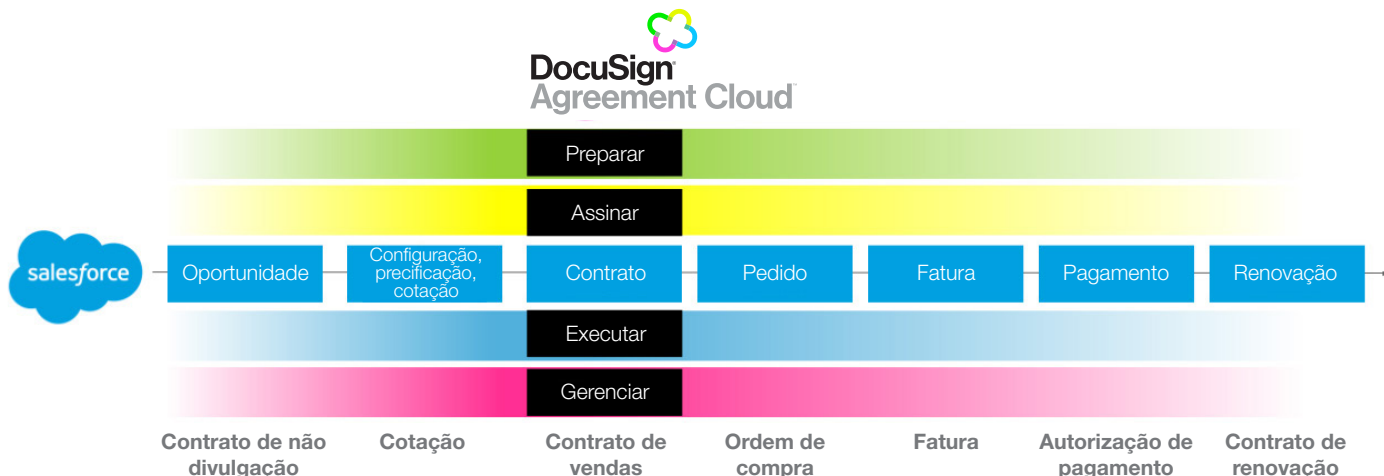 DocuSign
Agreement Cloud
Preparar
Assinar
salesforce
Oportunidade
Configuração,
precificação,
cotação
Contrato
Pedido
Fatura
Pagamento
Renovação
Executar
Gerenciar
Contrato de não
divulgação
Cotação
Contrato de
vendas
Ordem de
compra
Fatura
Autorização de
pagamento
Contrato de
renovação